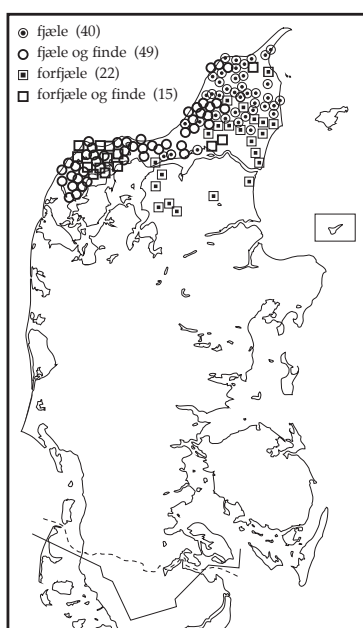 fjæle (40)
fjæle og finde (49)
forfjæle (22)
forfjæle og finde (15)